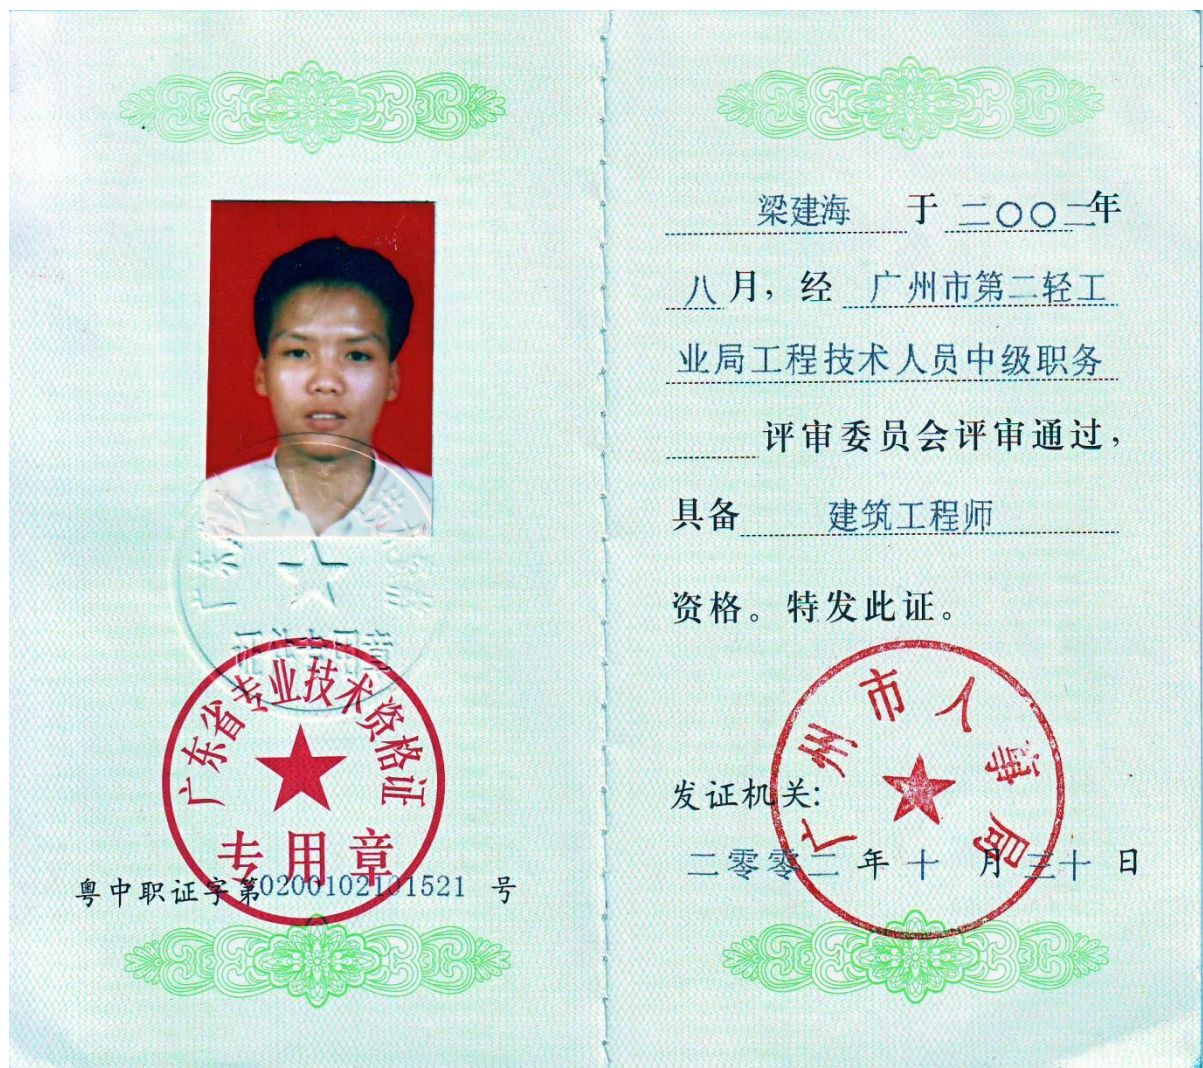 广东省专业技术资格证
专用章
粤中职证字第0200102101521 号
梁建海 于 二〇〇二年
八月，经 广州市第二轻工
业局工程技术人员中级职务
评审委员会评审通过，
具备 建筑工程师
资格。特发此证。
广州市人事局
发证机关：
二零零二 年 十 月 三十 日